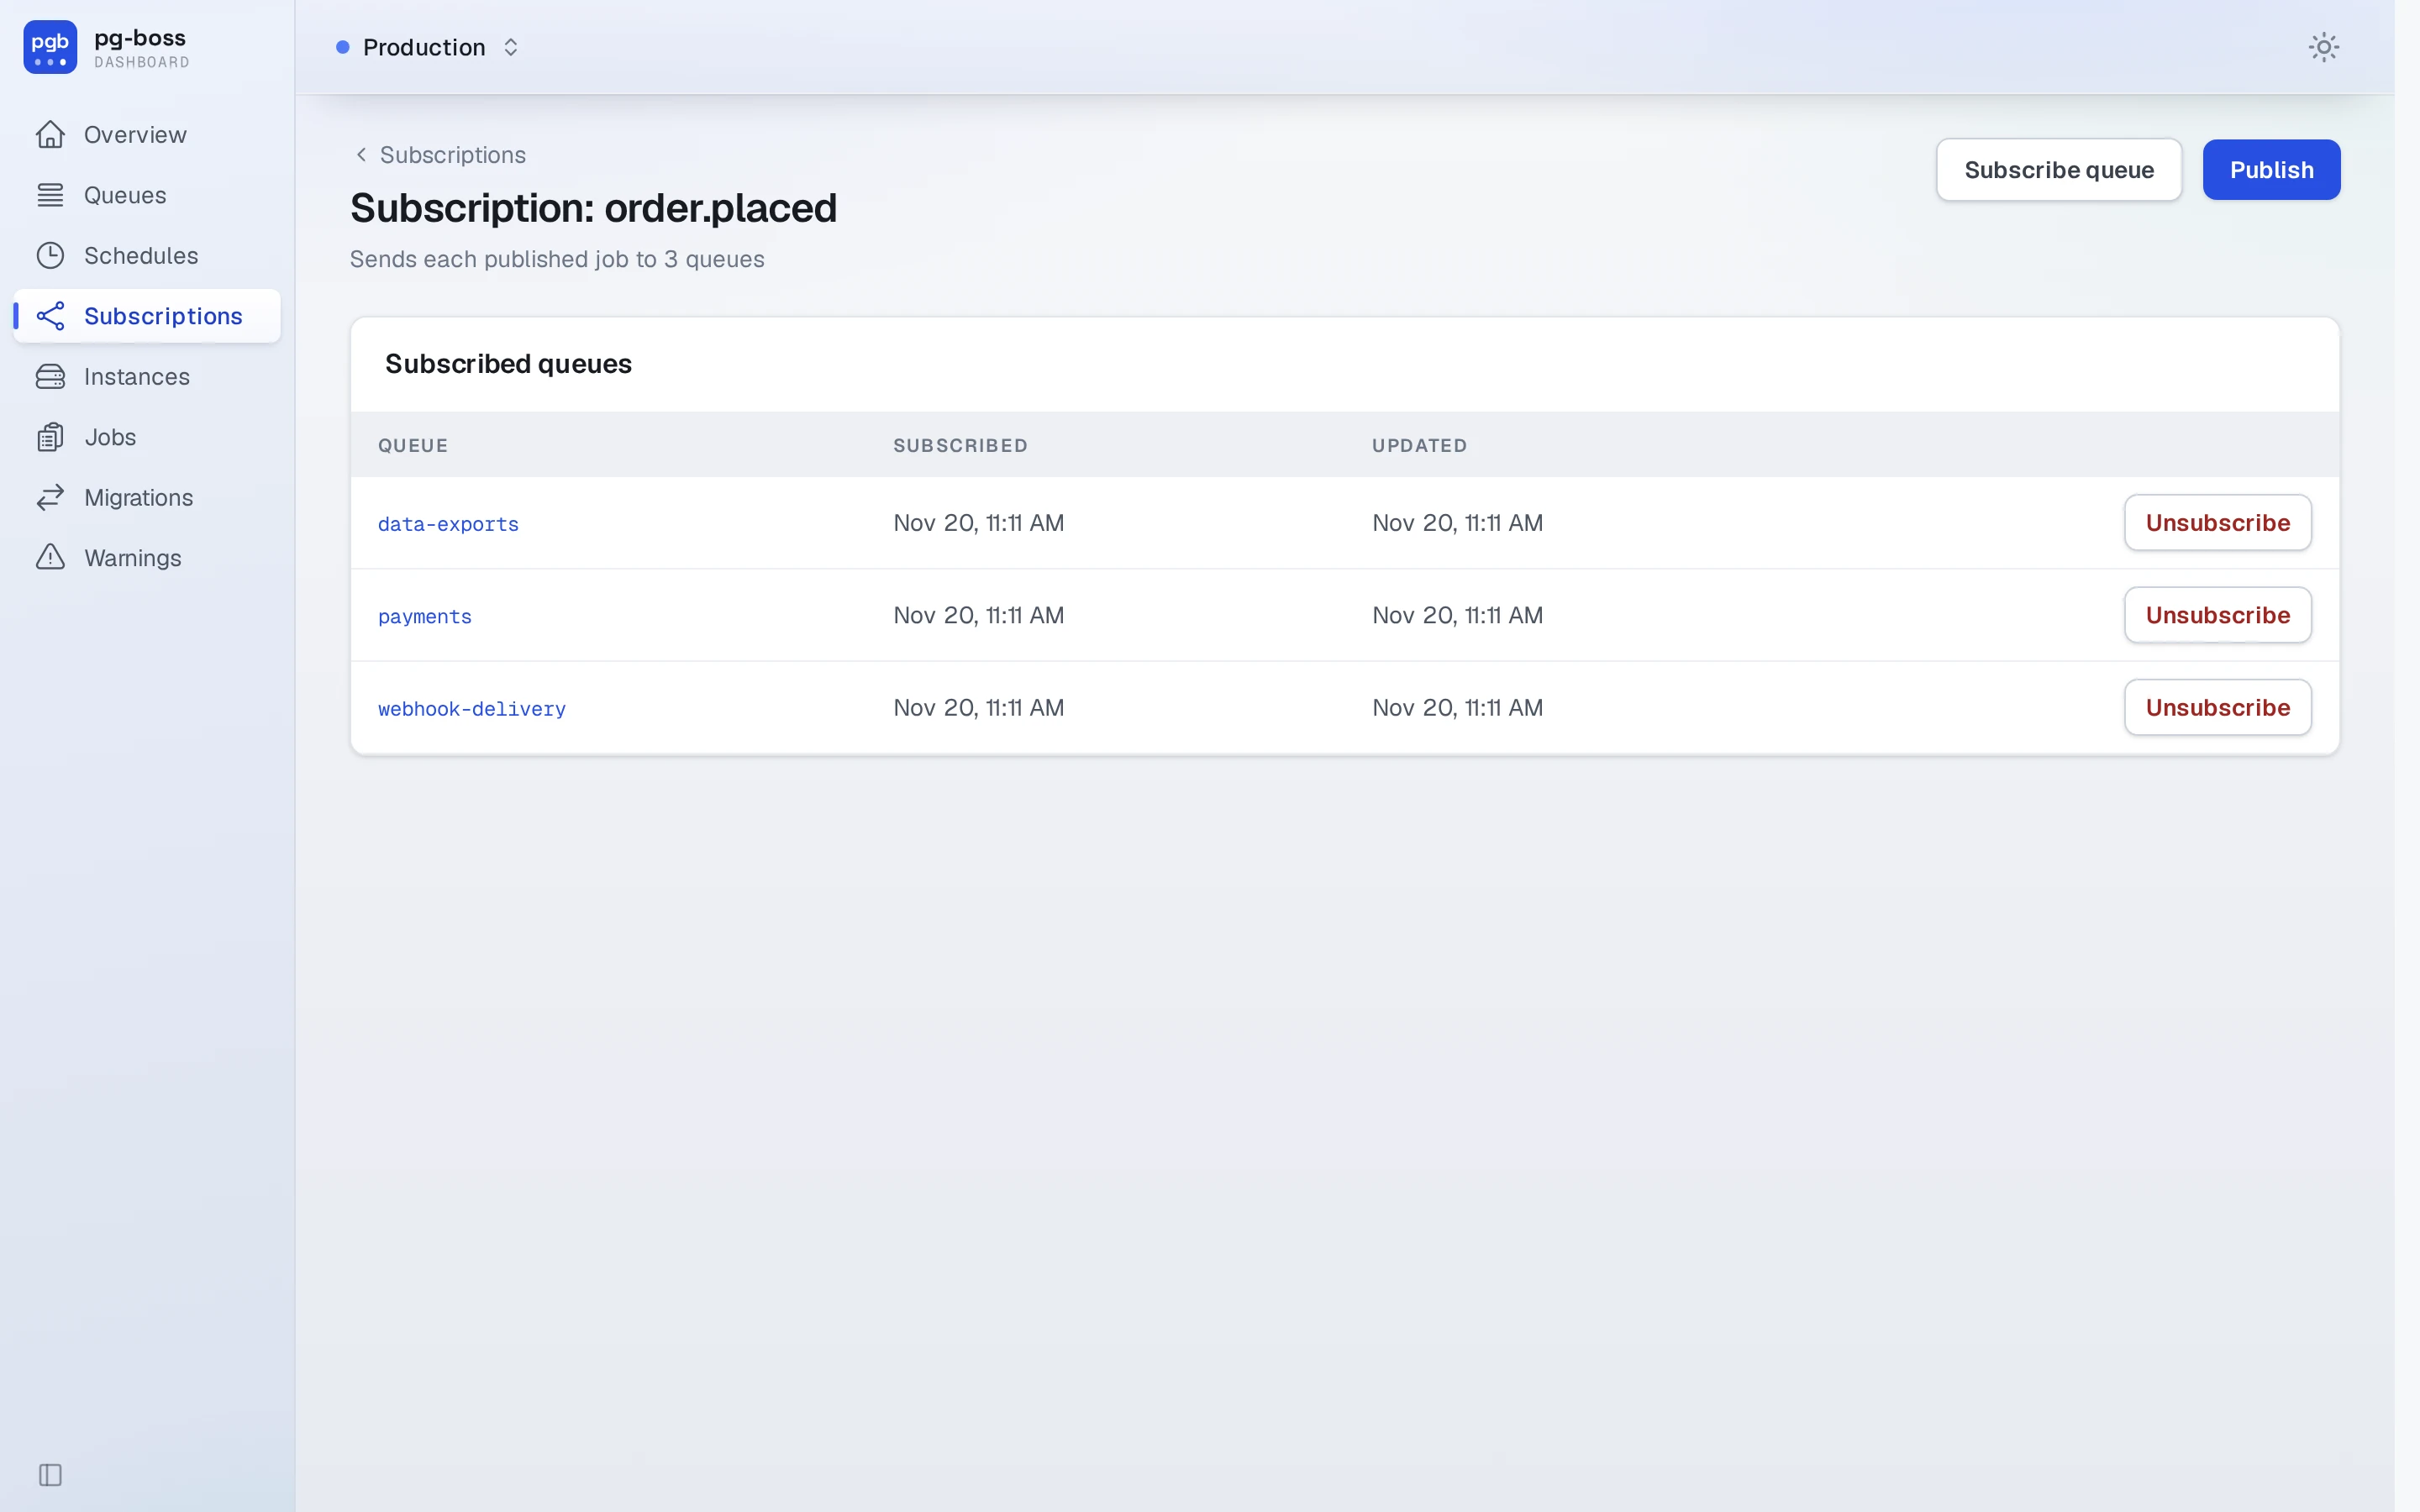 pgb
pg-boss
DASHBOARD
Overview
Queues
Schedules
Subscriptions
Instances
Jobs
Migrations
Warnings
Production
Subscriptions
Subscription: order.placed
Sends each published job to 3 queues
Subscribe queue
Publish
Subscribed queues
QUEUE SUBSCRIBED UPDATED
data-exports Nov 20, 11:11 AM Nov 20, 11:11 AM Unsubscribe
payments Nov 20, 11:11 AM Nov 20, 11:11 AM Unsubscribe
webhook-delivery Nov 20, 11:11 AM Nov 20, 11:11 AM Unsubscribe